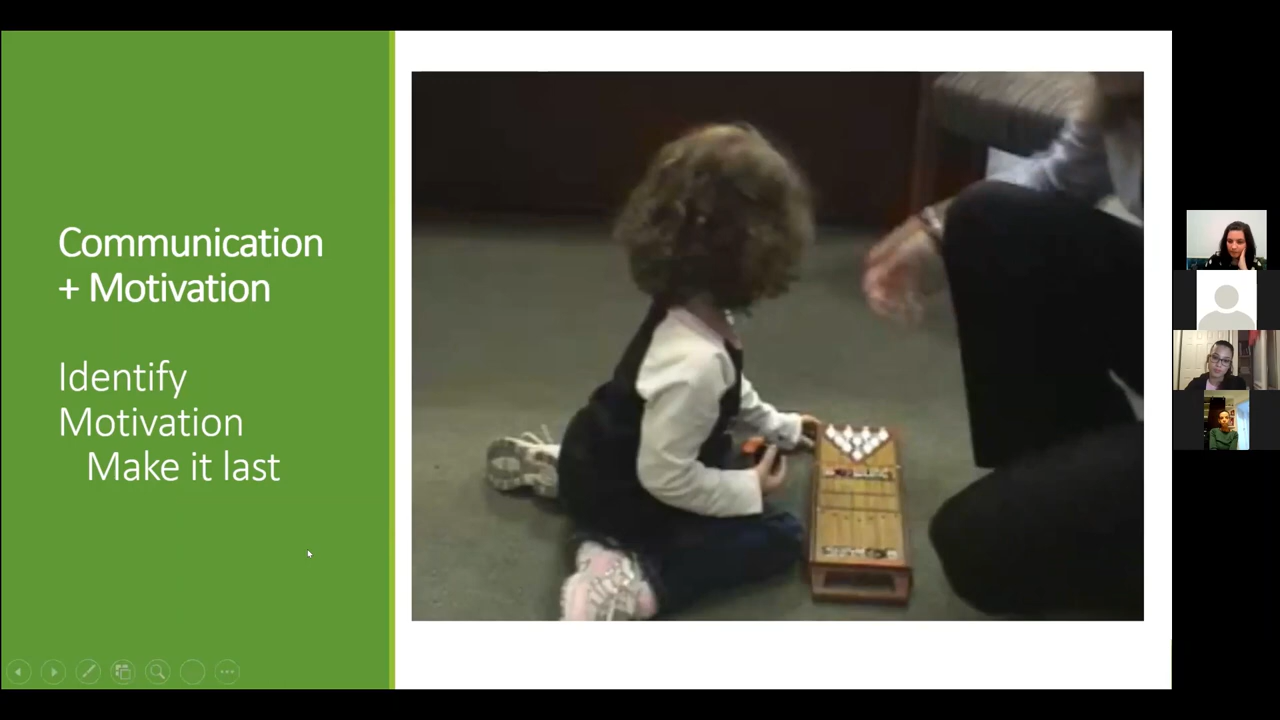 Communication
+ Motivation
Identify
Motivation
Make it last